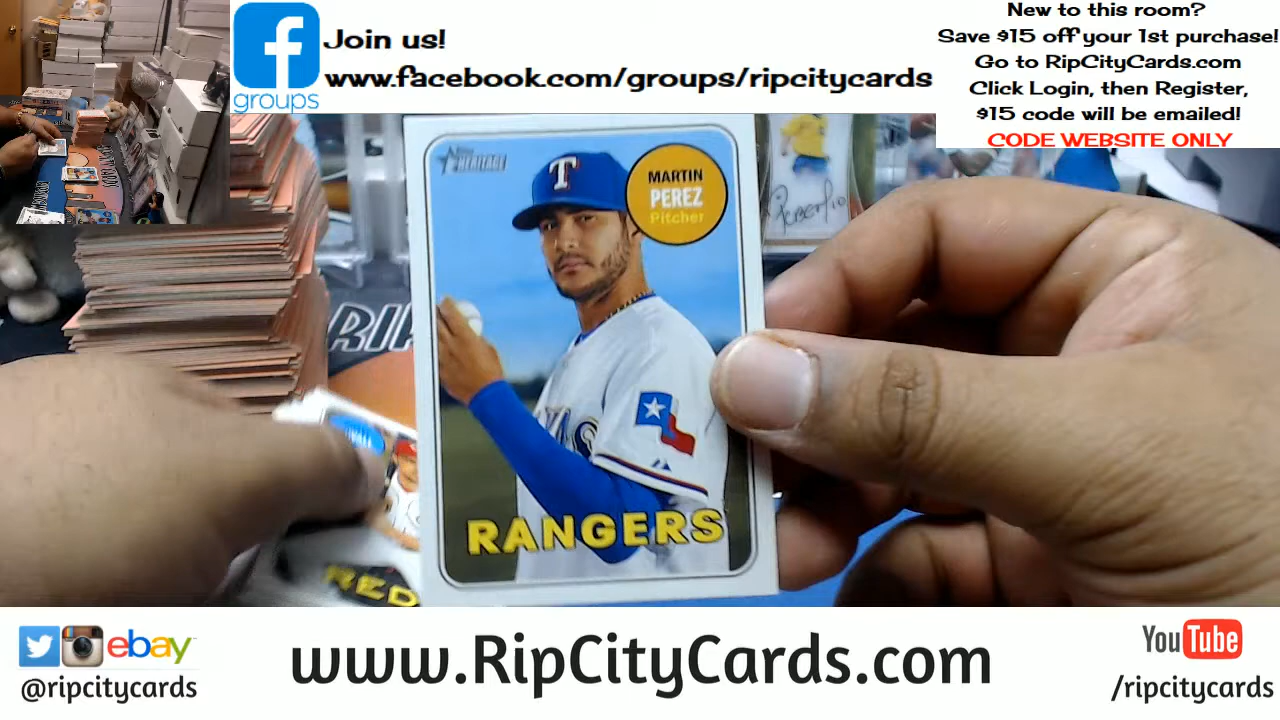 Join us!
www.facebook.com/groups/ripcitycards
groups
New to this room?
Save $15 off your 1st purchase!
Go to RipCityCards.com
Click Login, then Register,
$15 code will be emailed!
CODE WEBSITE ONLY
HERITAGE
T
MARTIN
PEREZ
Pitcher
RIP
RANGERS
RED
ebay
@ripcitycards
www.RipCityCards.com
YouTube
/ripcitycards